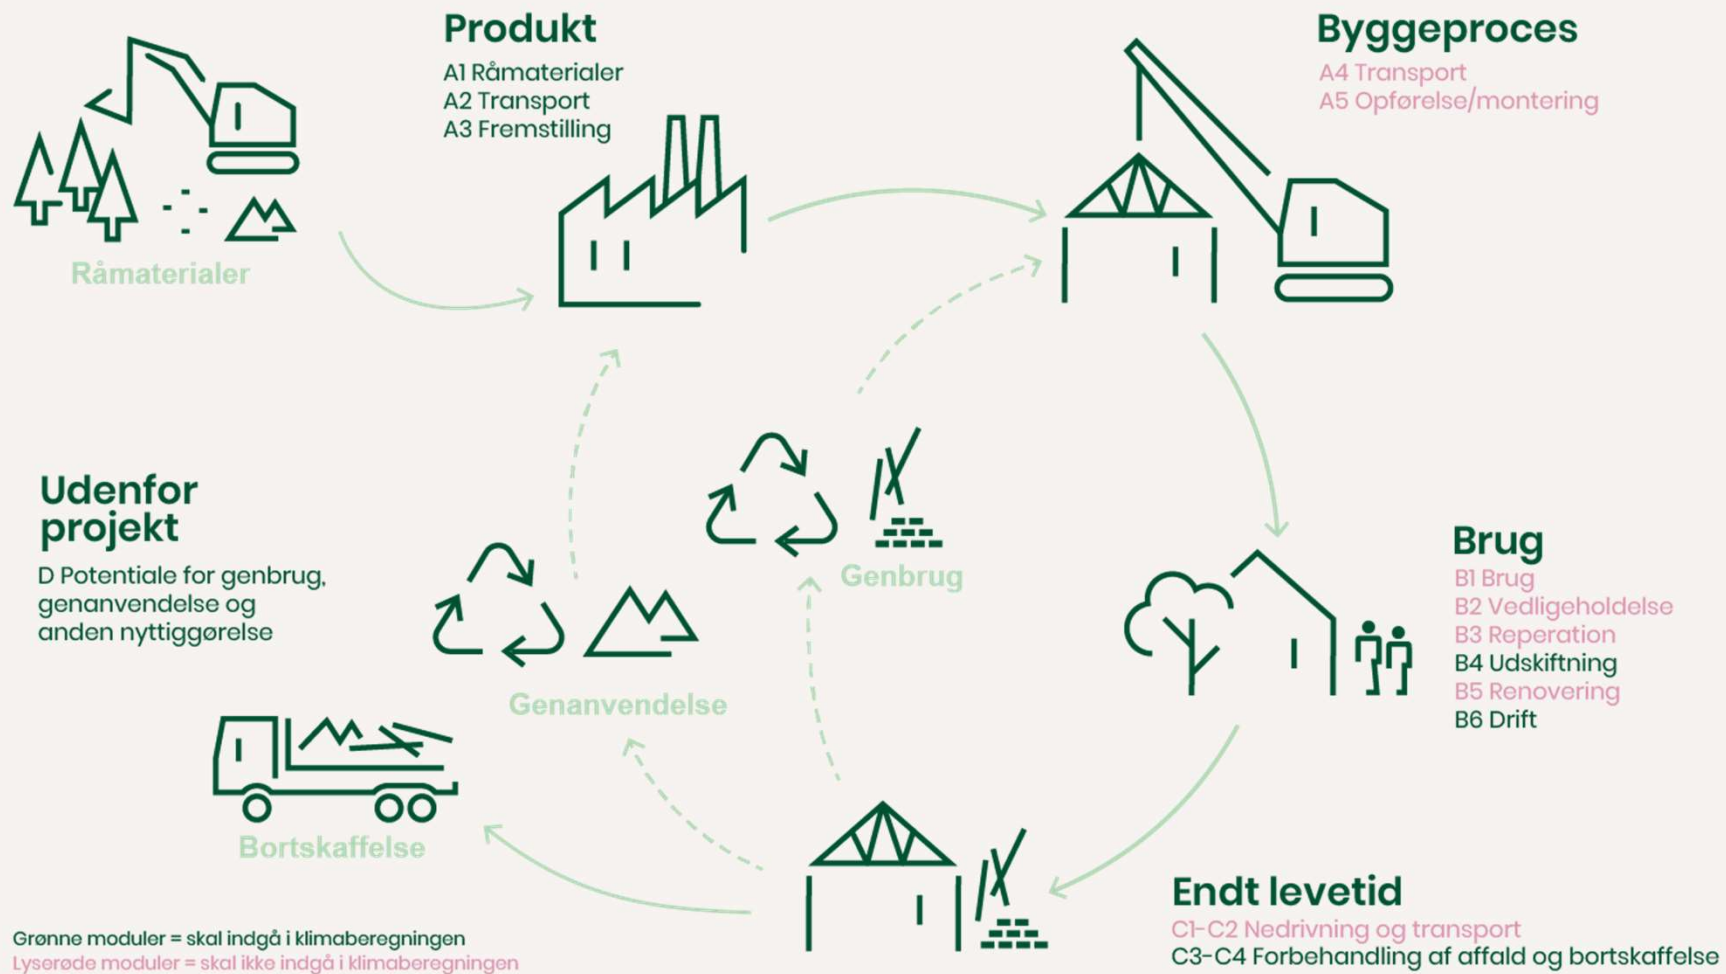 Produkt
A1 Råmaterialer
A2 Transport
A3 Fremstilling
Byggeproces
A4 Transport
A5 Opførelse/montering
Råmaterialer
Udenfor
projekt
D Potentiale for genbrug,
genanvendelse og
anden nyttiggørelse
Genbrug
Genanvendelse
Brug
B1 Brug
B2 Vedligeholdelse
B3 Reperation
B4 Udskiftning
B5 Renovering
B6 Drift
Bortskaffelse
Endt levetid
C1-C2 Nedrivning og transport
C3-C4 Forbehandling af affald og bortskaffelse
Grønne moduler = skal indgå i klimaberegningen
Lyserøde moduler = skal ikke indgå i klimaberegningen